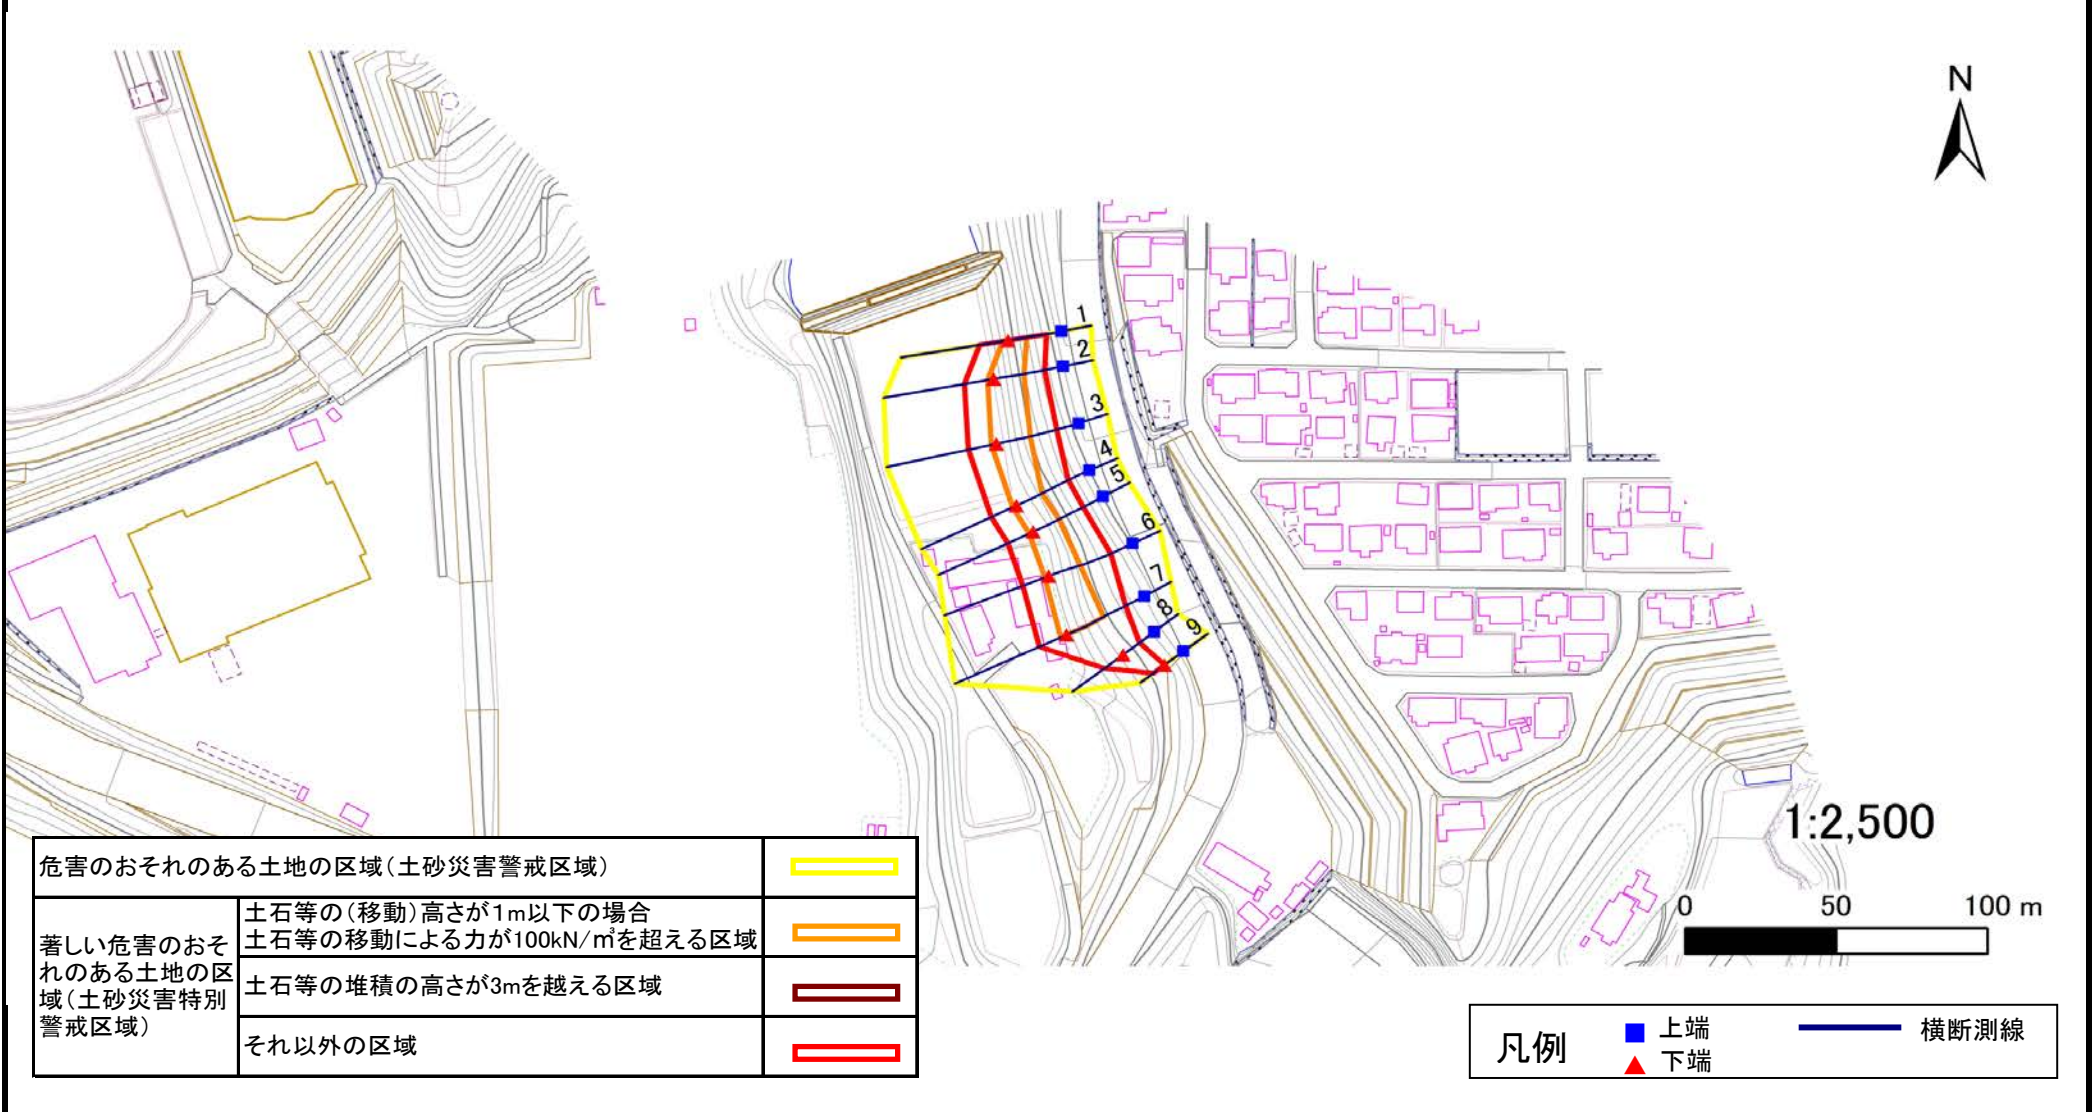 N
1
2
3
4
5
6
7
8
9
1:2,500
0 50 100 m
危害のおそれのある土地の区域(土砂災害警戒区域)
著しい危害のおそ
れのある土地の区
域(土砂災害特別
警戒区域)
土石等の(移動)高さが1m以下の場合
土石等の移動による力が100kN/㎡を超える区域
土石等の堆積の高さが3mを越える区域
それ以外の区域
凡例
上端
下端
横断測線